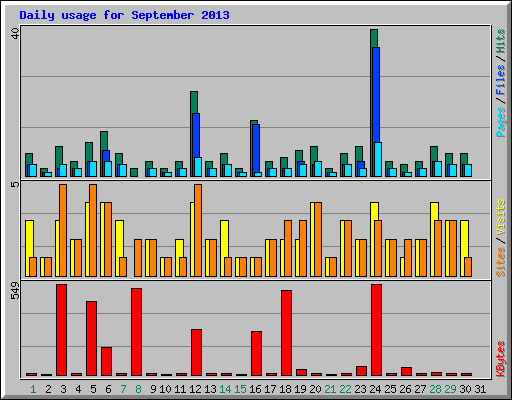 Daily usage for September 2013
40
Pages / Files / Hits
5
Sites / Visits
549
KBytes
1 2 3 4 5 6 7 8 9 10 11 12 13 14 15 16 17 18 19 20 21 22 23 24 25 26 27 28 29 30 31